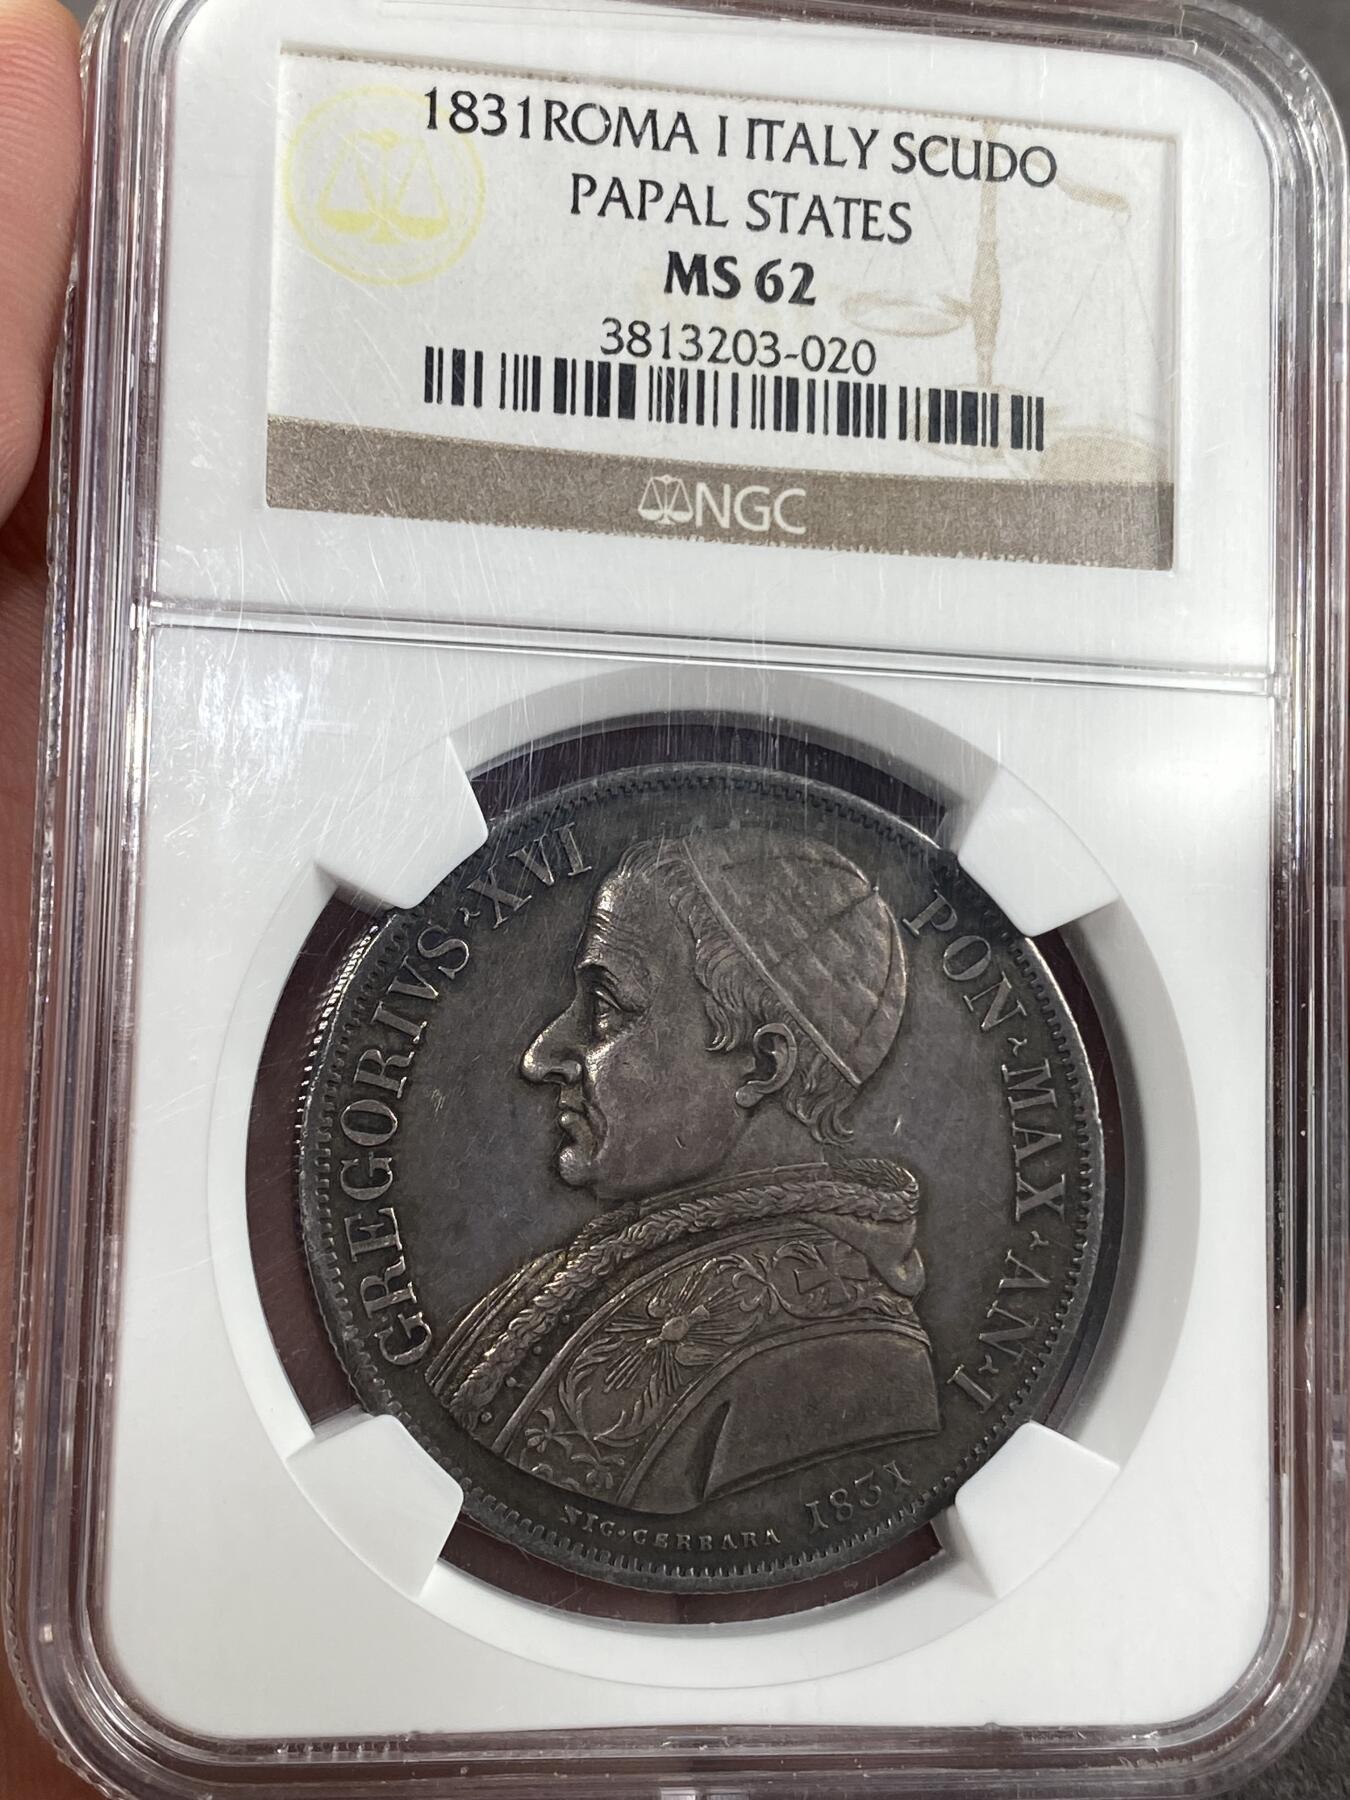 1831ROMA I ITALY SCUDO
PAPAL STATES
MS 62
3813203-020
NGC
GREGORIVS XVI PON MAX AN I
NIC·CERBARA 1831